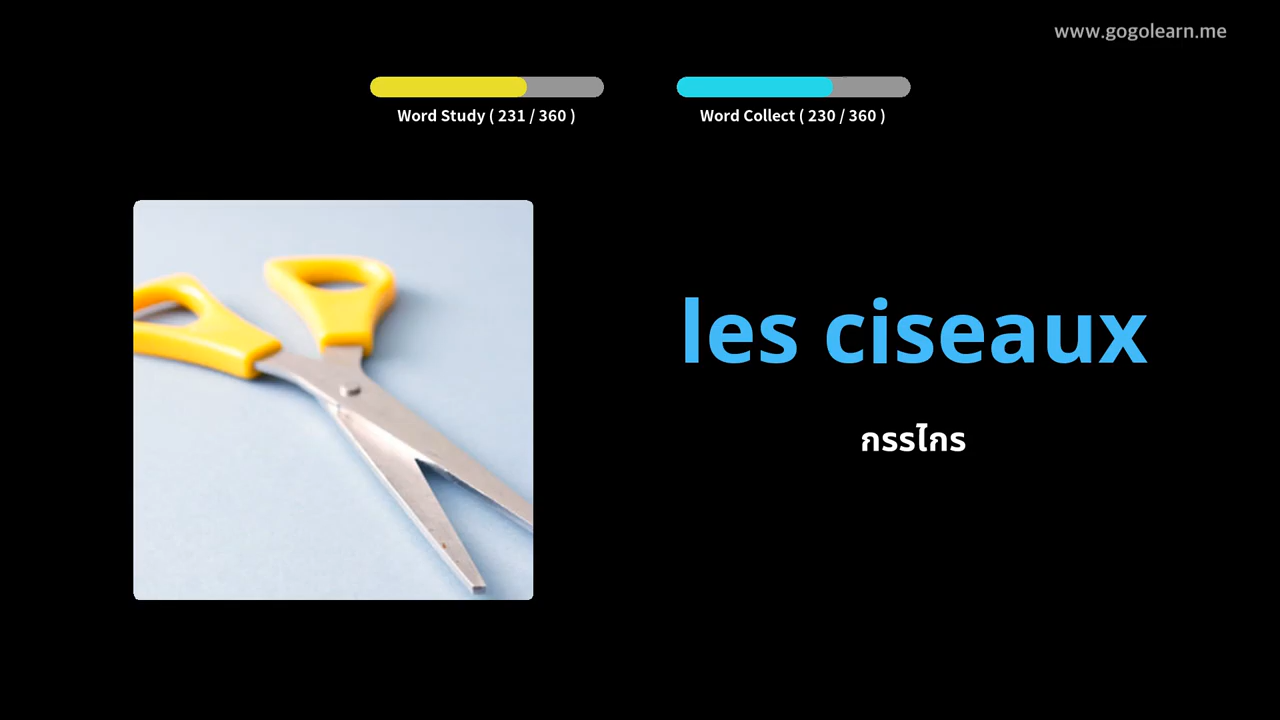 www.gogolearn.me
Word Study ( 231 / 360 )
Word Collect ( 230 / 360 )
les ciseaux
กรรไกร